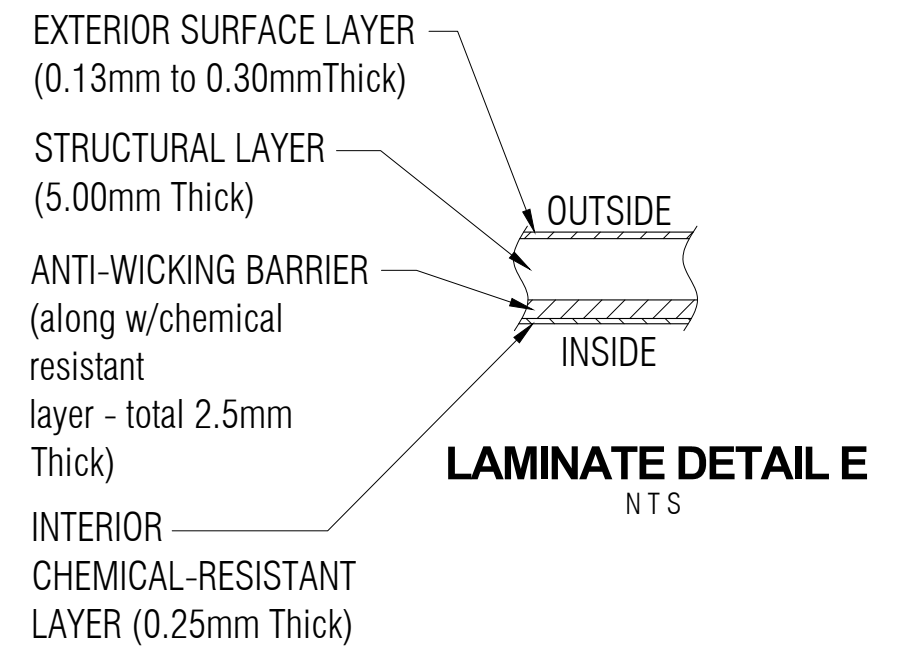 EXTERIOR SURFACE LAYER
(0.13mm to 0.30mmThick)
STRUCTURAL LAYER
(5.00mm Thick)
OUTSIDE
ANTI-WICKING BARRIER
(along w/chemical
resistant
layer - total 2.5mm
Thick)
INSIDE
LAMINATE DETAIL E
NTS
INTERIOR
CHEMICAL-RESISTANT
LAYER (0.25mm Thick)